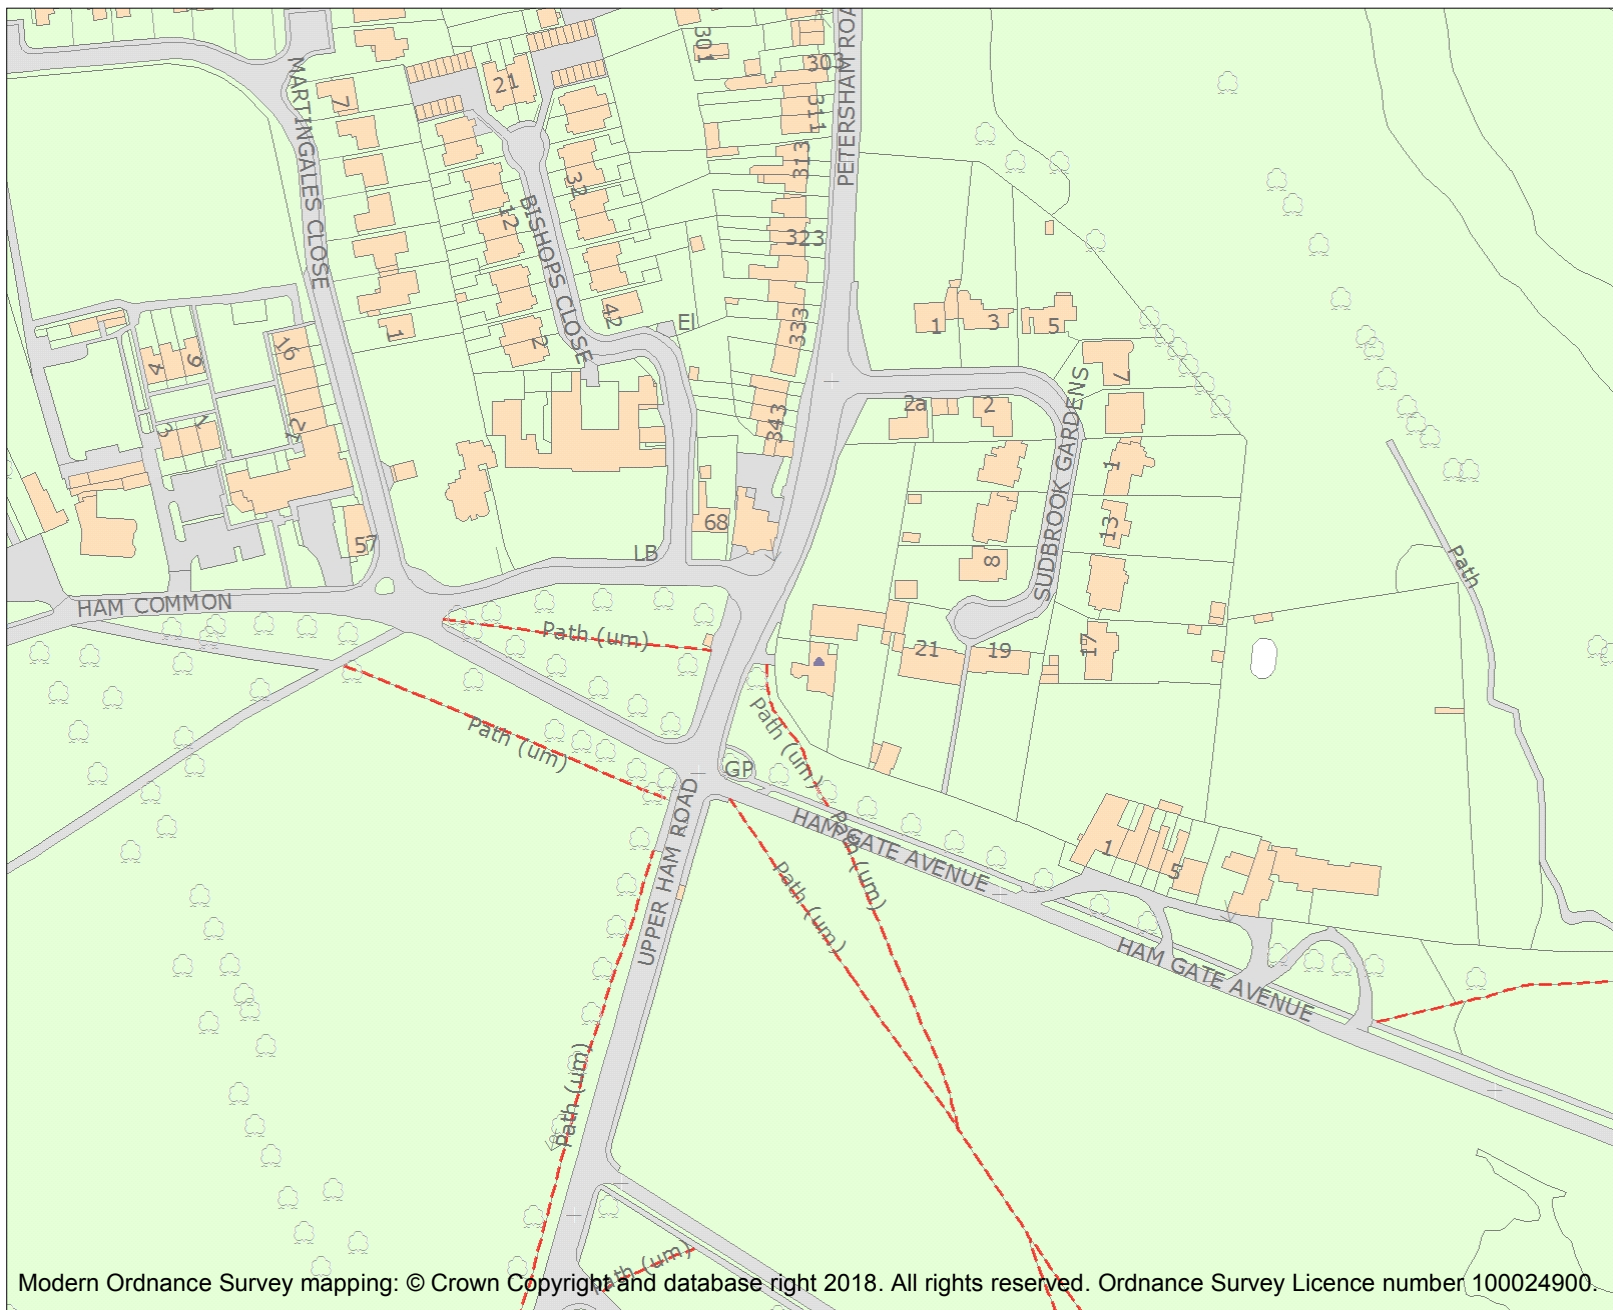 301
303
PETERSHAM ROA
21
MARTINGALES CLOSE
7
311
313
32
12
BISHOPS CLOSE
323
42
El
1
3
5
333
1
2
16
4
6
7
SUDBROOK GARDENS
2a
2
343
3
1
12
1
68
13
57
LB
8
Path
HAM COMMON
Path (um)
21
19
17
Path (um)
Path (um)
GP
UPPER HAM ROAD
HAM GATE AVENUE
Path (um)
Path (um)
1
5
HAM GATE AVENUE
Path (um)
Path (um)
Modern Ordnance Survey mapping: © Crown Copyright and database right 2018. All rights reserved. Ordnance Survey Licence number 100024900.